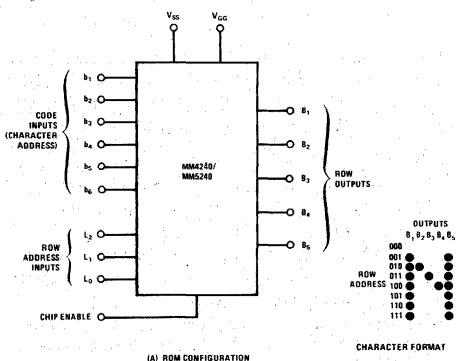 VSS
VGG
b1
b2
b3
b4
b5
b6
CODE
INPUTS
(CHARACTER
ADDRESS)
MM4240/
MM5240
B1
B2
B3
B4
B5
ROW
OUTPUTS
L2
L1
L0
ROW
ADDRESS
INPUTS
CHIP ENABLE
OUTPUTS
B1 B2 B3 B4 B5
000
001
010
011
100
101
110
111
ROW
ADDRESS
(A) ROM CONFIGURATION
CHARACTER FORMAT